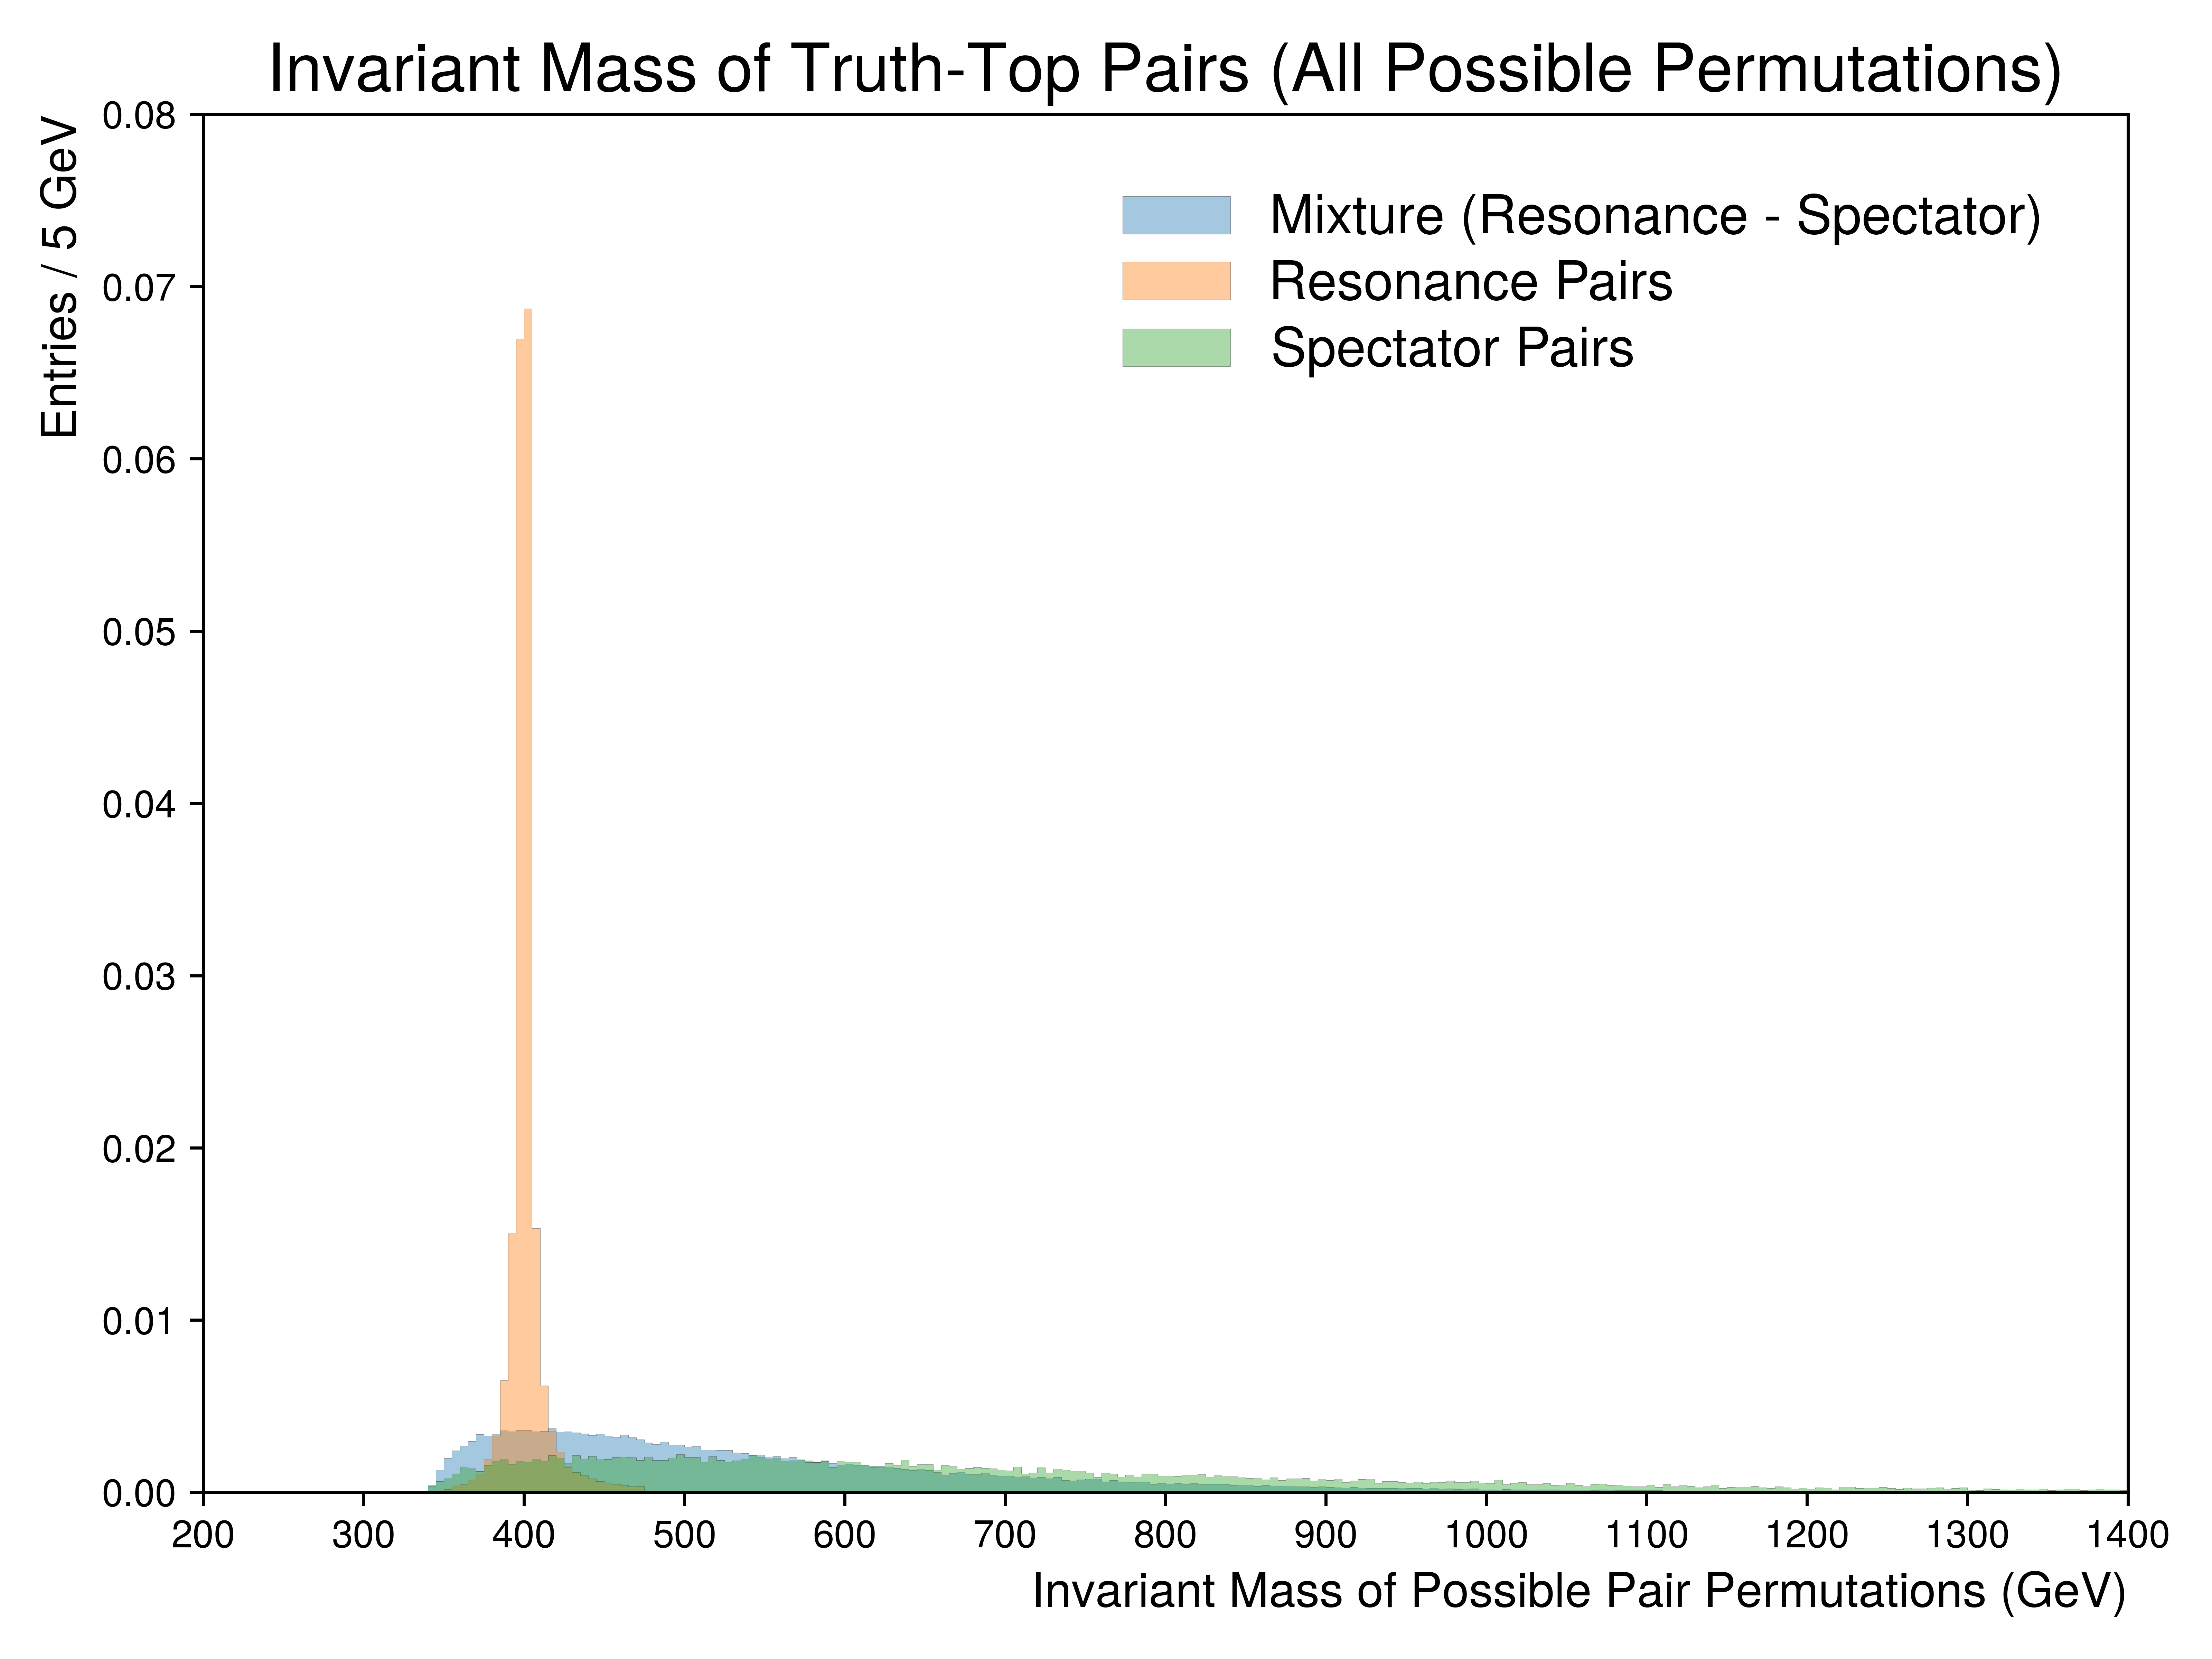 Invariant Mass of Truth-Top Pairs (All Possible Permutations)
Entries / 5 GeV
0.08
0.07
0.06
0.05
0.04
0.03
0.02
0.01
0.00
Mixture (Resonance - Spectator)
Resonance Pairs
Spectator Pairs
200 300 400 500 600 700 800 900 1000 1100 1200 1300 1400
Invariant Mass of Possible Pair Permutations (GeV)